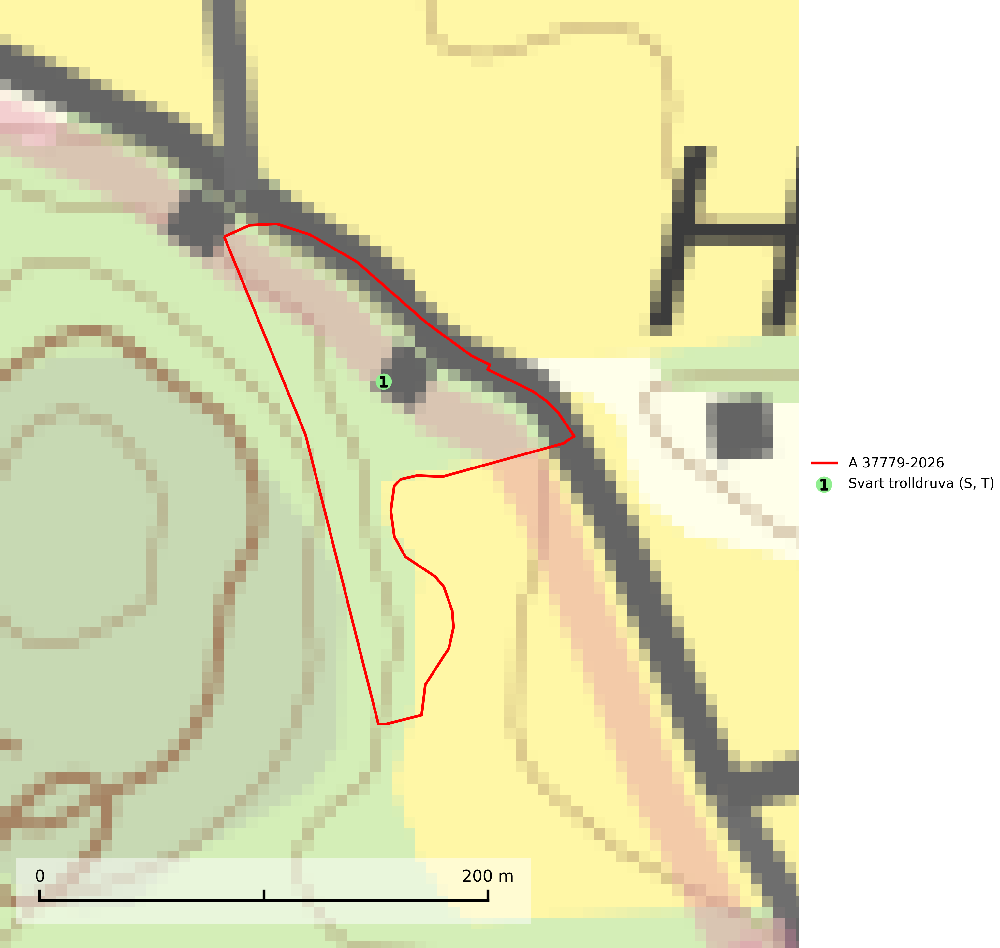 1
A 37779-2026
1 Svart trolldruva (S, T)
0 200 m